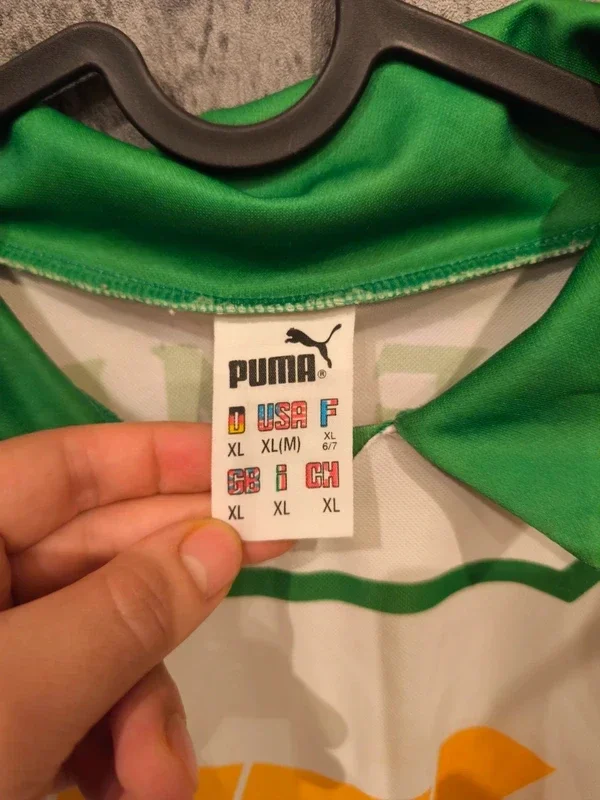 PUMA®
D USA F
XL XL(M) XL
6/7
GB i CH
XL XL XL